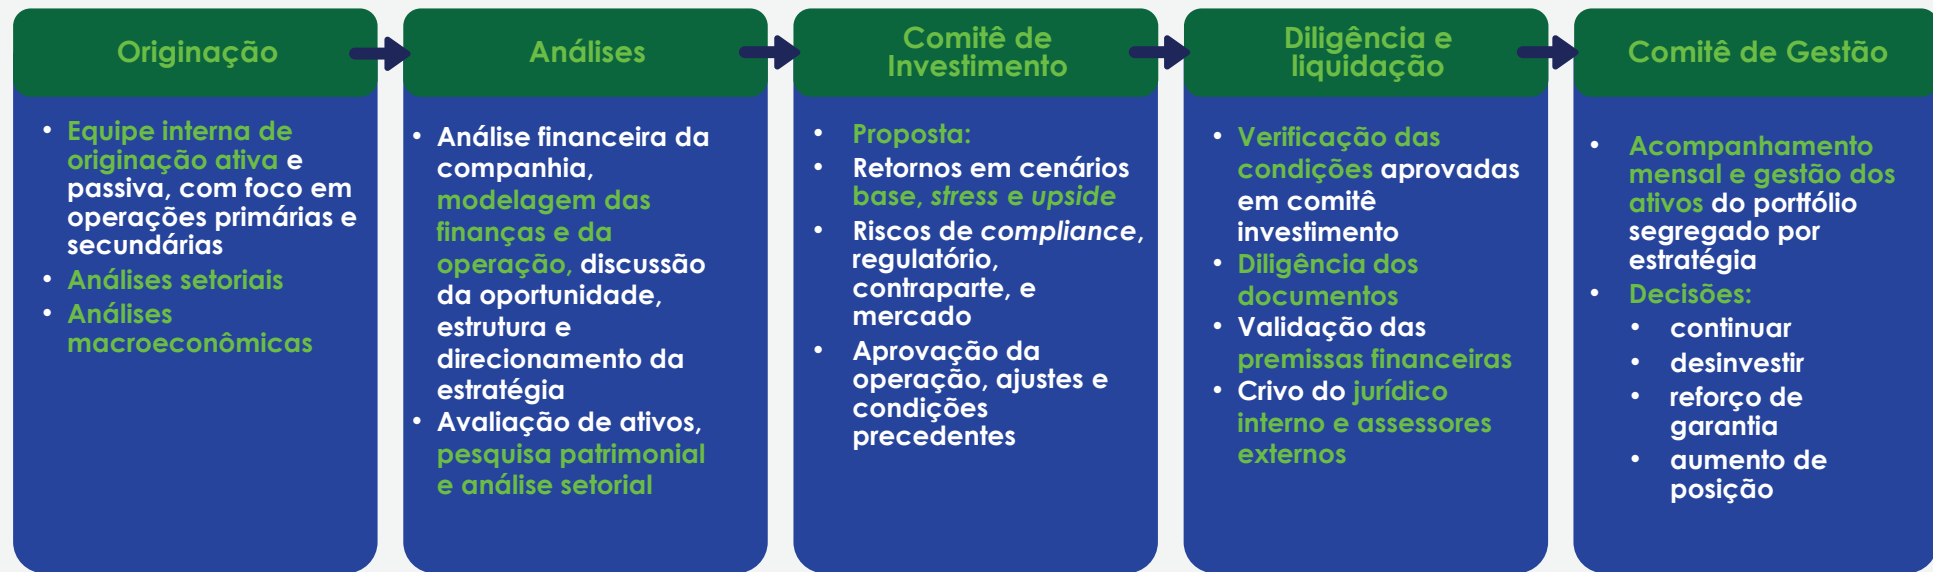 Originação
• Equipe interna de
originação ativa e
passiva, com foco em
operações primárias e
secundárias
• Análises setoriais
• Análises
macroeconômicas
Análises
• Análise financeira da
companhia,
modelagem das
finanças e da
operação, discussão
da oportunidade,
estrutura e
direcionamento da
estratégia
• Avaliação de ativos,
pesquisa patrimonial
e análise setorial
Comitê de
Investimento
• Proposta:
• Retornos em cenários
base, stress e upside
• Riscos de compliance,
regulatório,
contraparte, e
mercado
• Aprovação da
operação, ajustes e
condições
precedentes
Diligência e
liquidação
• Verificação das
condições aprovadas
em comitê
investimento
• Diligência dos
documentos
• Validação das
premissas financeiras
• Crivo do jurídico
interno e assessores
externos
Comitê de Gestão
• Acompanhamento
mensal e gestão dos
ativos do portfólio
segregado por
estratégia
• Decisões:
• continuar
• desinvestir
• reforço de
garantia
• aumento de
posição